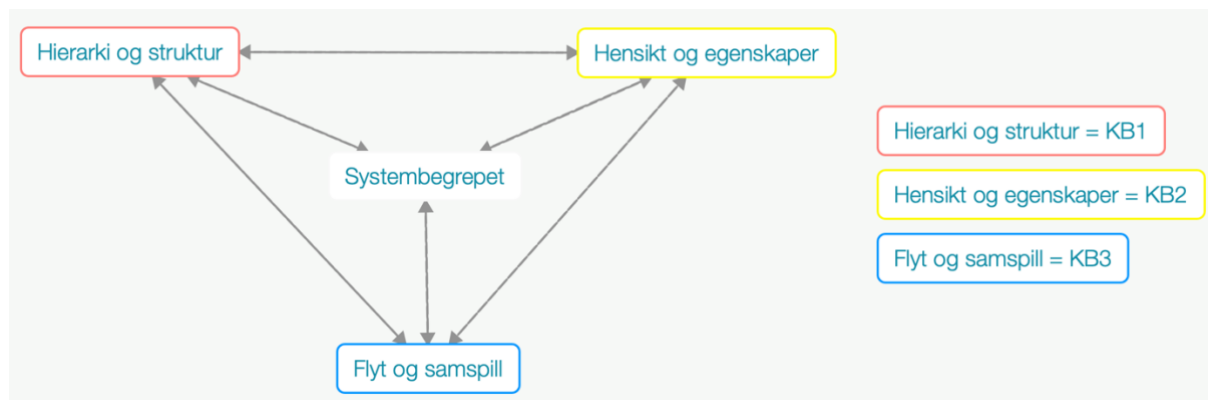 Hierarki og struktur
Hensikt og egenskaper
Systembegrepet
Flyt og samspill
Hierarki og struktur = KB1
Hensikt og egenskaper = KB2
Flyt og samspill = KB3